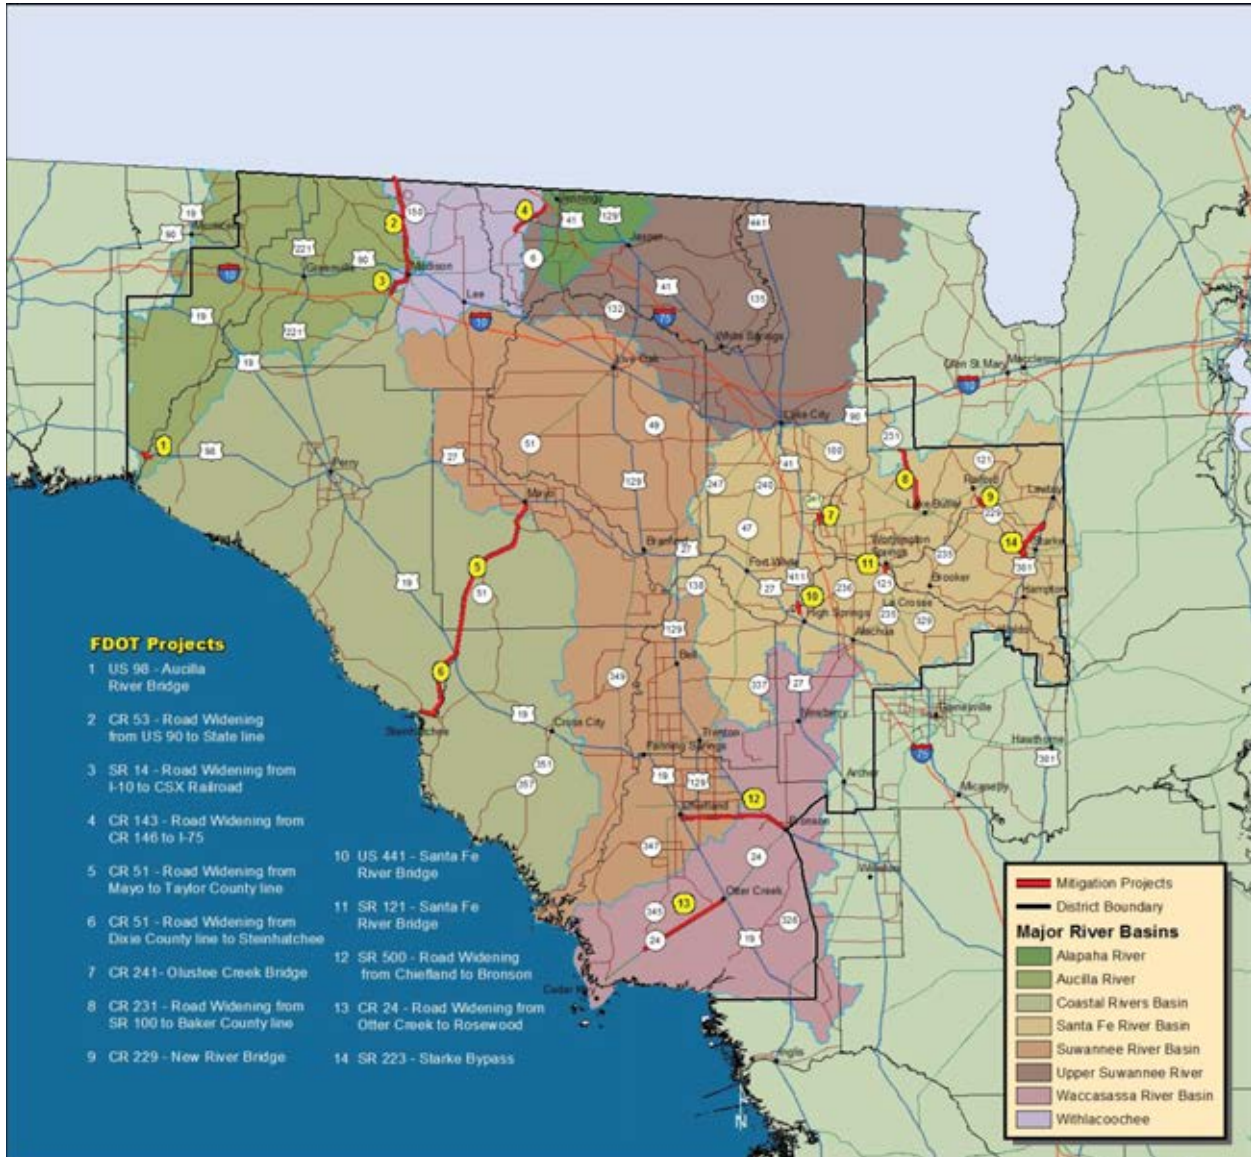 FDOT Projects
1 US 98 - Aucilla
River Bridge
2 CR 53 - Road Widening
from US 90 to State line
3 SR 14 - Road Widening from
I-10 to CSX Railroad
4 CR 143 - Road Widening from
CR 146 to I-75
5 CR 51 - Road Widening from
Mayo to Taylor County line
6 CR 51 - Road Widening from
Dixie County line to Steinhatchee
7 CR 241- Olustee Creek Bridge
8 CR 231 - Road Widening from
SR 100 to Baker County line
9 CR 229 - New River Bridge
10 US 441 - Santa Fe
River Bridge
11 SR 121 - Santa Fe
River Bridge
12 SR 500 - Road Widening
from Chiefland to Bronson
13 CR 24 - Road Widening from
Otter Creek to Rosewood
14 SR 223 - Starke Bypass
Mitigation Projects
District Boundary
Major River Basins
Alapaha River
Aucilla River
Coastal Rivers Basin
Santa Fe River Basin
Suwannee River Basin
Upper Suwannee River
Waccasassa River Basin
Withlacoochee
N
Jennings
Jasper
Greenville
Madison
Lee
White Springs
Live Oak
Glen St Mary
Macclenny
Lake City
Perry
Mayo
Branford
Fort White
Lake Butler
Raiford
Lawtey
Starke
Worthington
Springs
Brooker
Hampton
La Crosse
High Springs
Alachua
Bell
Newberry
Gainesville
Hawthorne
Steinhatchee
Cross City
Trenton
Fanning Springs
Archer
Micanopy
Chiefland
Bronson
Williston
Otter Creek
Cedar Key
Inglis